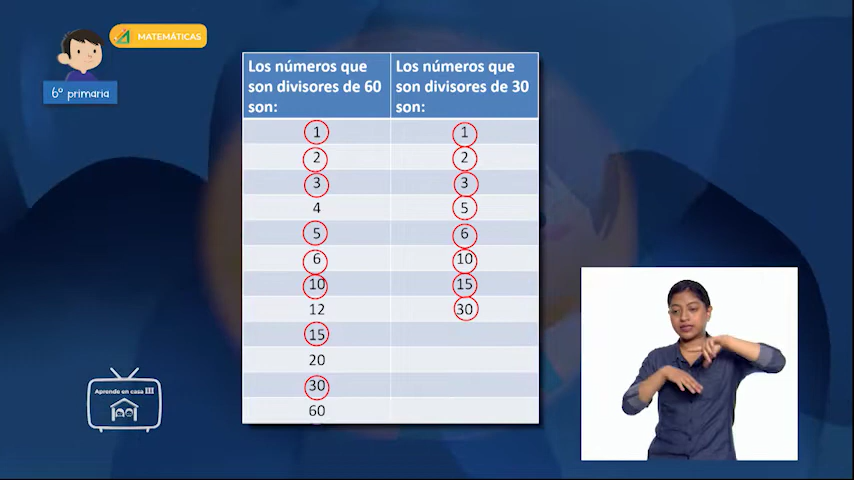 MATEMÁTICAS
6º primaria
Los números que
son divisores de 60
son:
Los números que
son divisores de 30
son:
1 1
2 2
3 3
4 5
5 6
6 10
10 15
12 30
15
20
30
60
Aprende en casa III